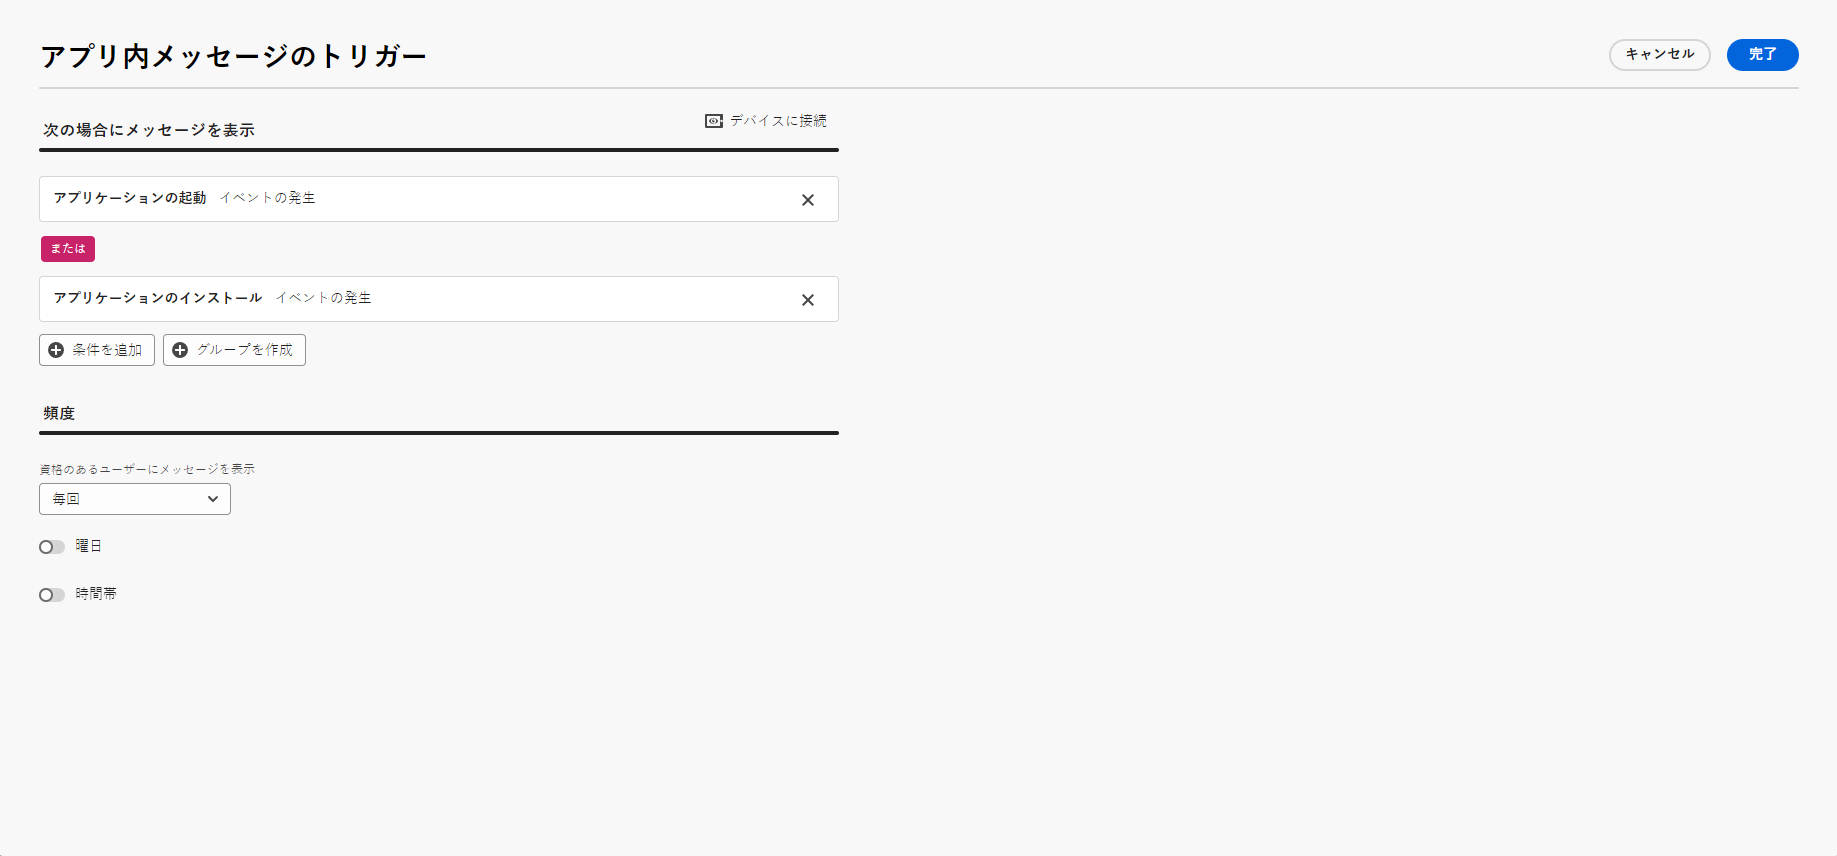 アプリ内メッセージのトリガー
キャンセル
完了
次の場合にメッセージを表示
デバイスに接続
アプリケーションの起動 イベントの発生
または
アプリケーションのインストール イベントの発生
条件を追加
グループを作成
頻度
資格のあるユーザーにメッセージを表示
毎回
曜日
時間帯